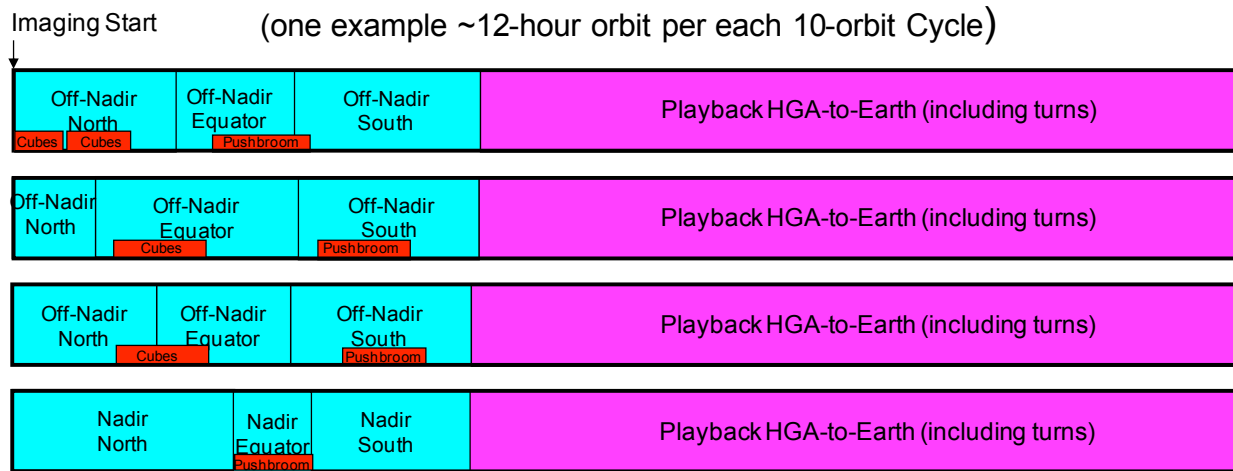 Imaging Start
(one example ~12-hour orbit per each 10-orbit Cycle)
Off-Nadir
North
Cubes
Cubes
Off-Nadir
Equator
Pushbroom
Off-Nadir
South
Playback HGA-to-Earth (including turns)
Off-Nadir
North
Off-Nadir
Equator
Cubes
Off-Nadir
South
Pushbroom
Playback HGA-to-Earth (including turns)
Off-Nadir
North
Off-Nadir
Equator
Cubes
Off-Nadir
South
Pushbroom
Playback HGA-to-Earth (including turns)
Nadir
North
Nadir
Equator
Pushbroom
Nadir
South
Playback HGA-to-Earth (including turns)